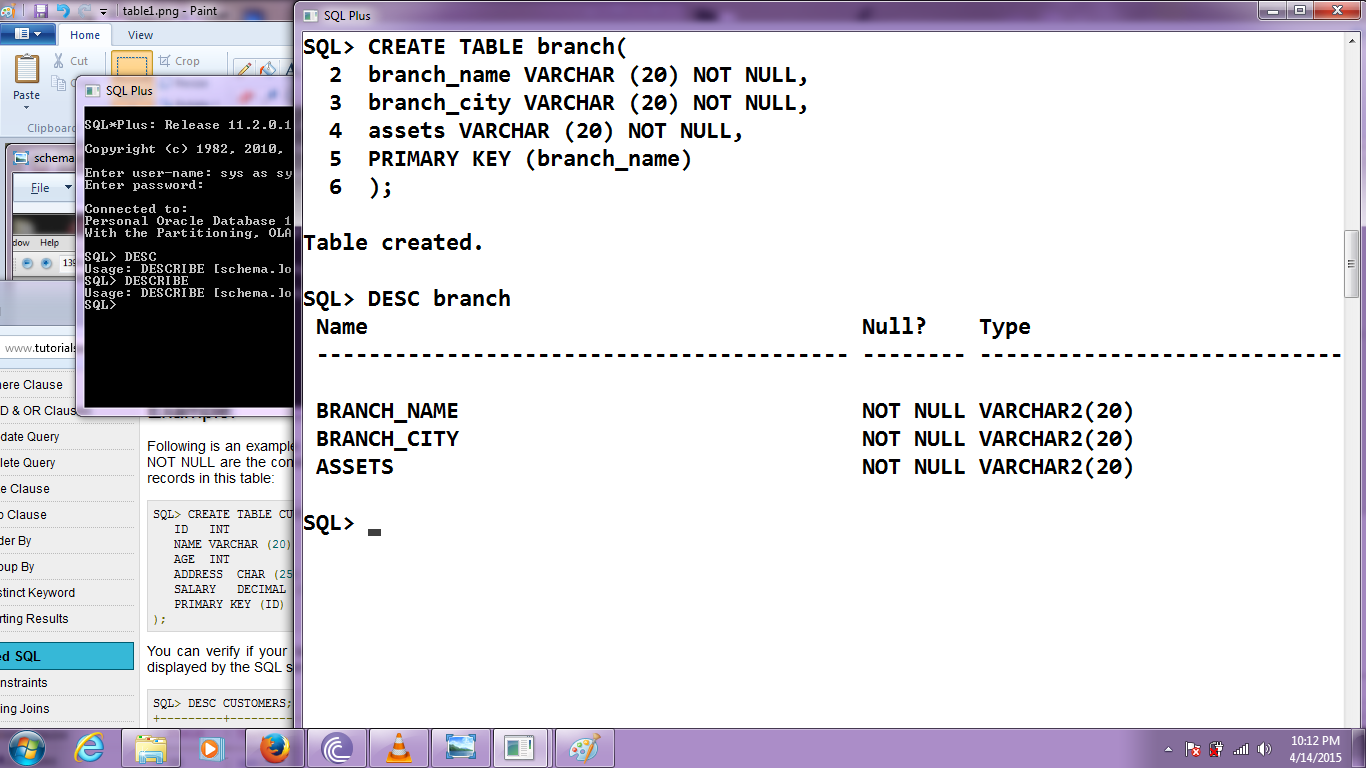 table1.png - Paint
Home
View
Cut
Crop
Paste
Clipboard
SQL Plus
SQL*Plus: Release 11.2.0.1
Copyright (c) 1982, 2010,
Enter user-name: sys as sy
Enter password:
Connected to:
Personal Oracle Database 1
With the Partitioning, OLA
SQL> DESC
Usage: DESCRIBE [schema.]o
SQL> DESCRIBE
Usage: DESCRIBE [schema.]o
SQL>
schema
File
dow Help
139
www.tutorials
here Clause
D & OR Claus
date Query
lete Query
e Clause
p Clause
der By
oup By
stinct Keyword
rting Results
ed SQL
nstraints
ing Joins
Example:
Following is an example
NOT NULL are the con
records in this table:
SQL> CREATE TABLE CU
ID INT
NAME VARCHAR (20)
AGE INT
ADDRESS CHAR (25
SALARY DECIMAL
PRIMARY KEY (ID)
);
You can verify if your
displayed by the SQL s
SQL> DESC CUSTOMERS;
+---------+---------
SQL Plus
SQL> CREATE TABLE branch(
2 branch_name VARCHAR (20) NOT NULL,
3 branch_city VARCHAR (20) NOT NULL,
4 assets VARCHAR (20) NOT NULL,
5 PRIMARY KEY (branch_name)
6 );
Table created.
SQL> DESC branch
Name Null? Type
----------------------------------------- -------- ----------------------------
BRANCH_NAME NOT NULL VARCHAR2(20)
BRANCH_CITY NOT NULL VARCHAR2(20)
ASSETS NOT NULL VARCHAR2(20)
SQL> _
10:12 PM
4/14/2015